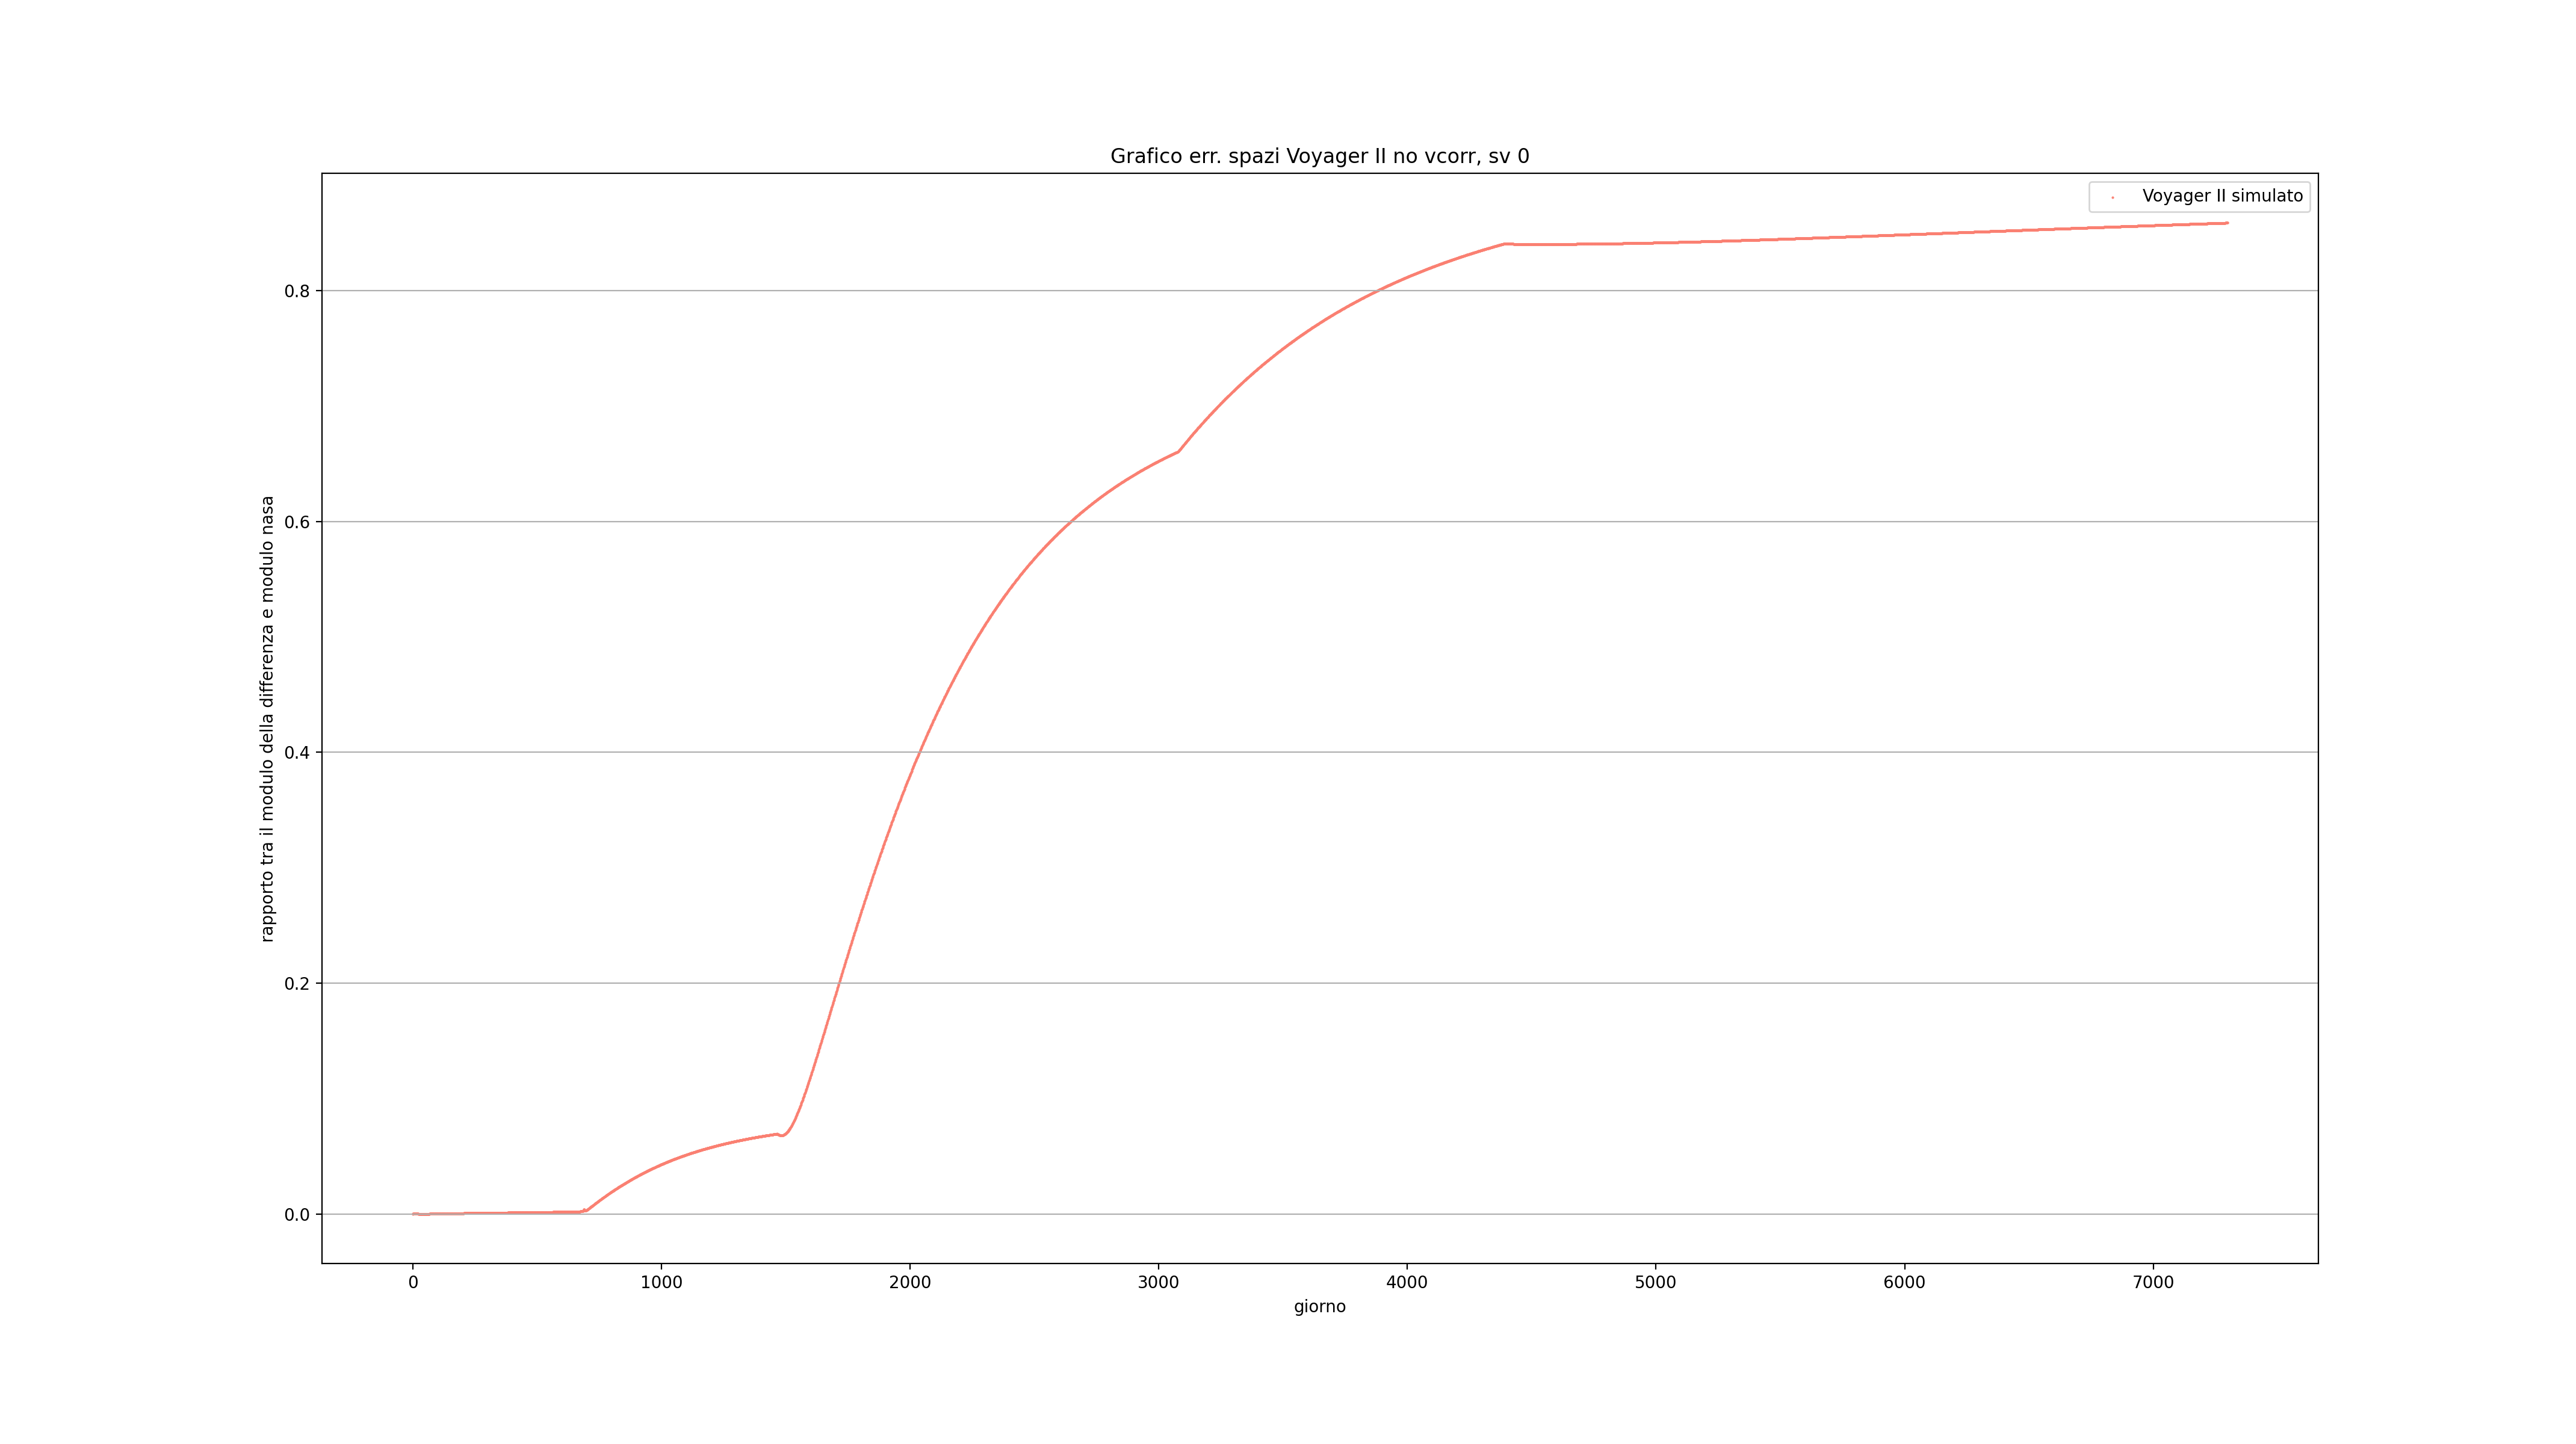 Grafico err. spazi Voyager II no vcorr, sv 0
Voyager II simulato
rapporto tra il modulo della differenza e modulo nasa
0.8
0.6
0.4
0.2
0.0
0 1000 2000 3000 4000 5000 6000 7000
giorno